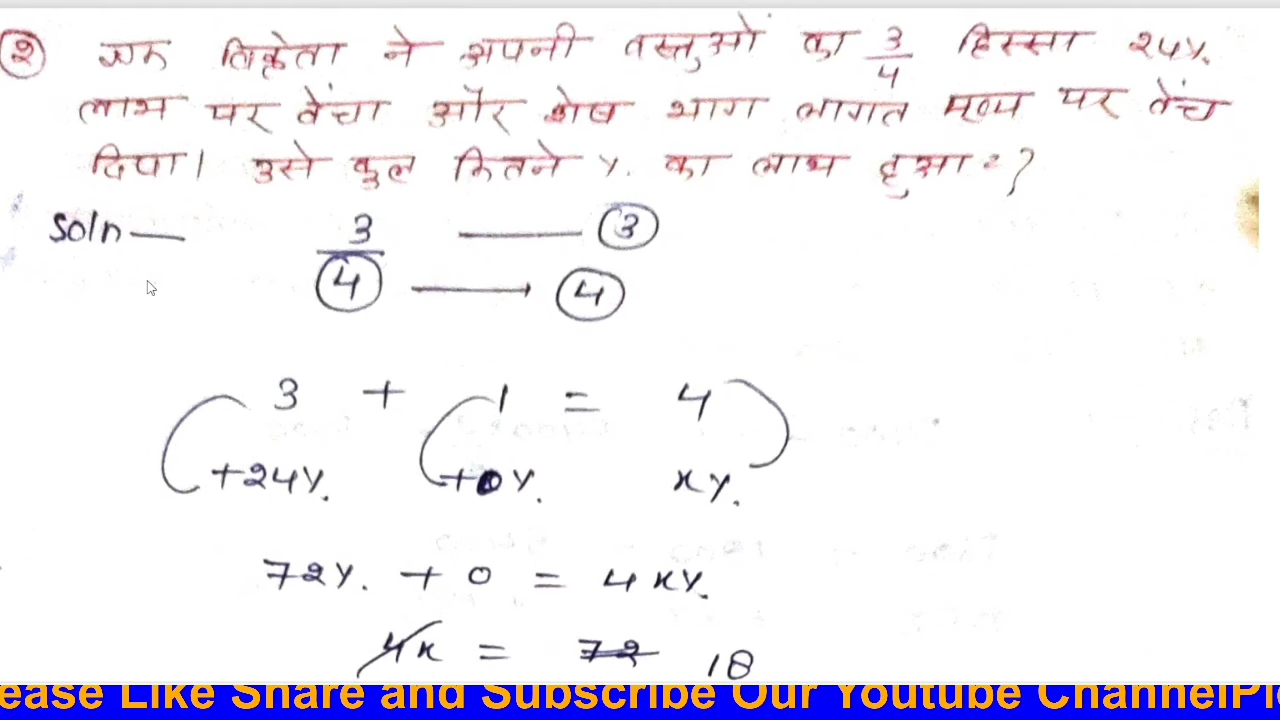 ② एक विक्रेता ने अपनी वस्तुओं का 3/4 हिस्सा 24%
लाभ पर बेंचा और शेष भाग लागत मूल्य पर बेंच
दिया। उसे कुल कितने % का लाभ हुआ = ?
Soln —
3 — ③
④ → ④
3 + 1 = 4
+24% +0% x%
72% + 0 = 4x%
4x = 72 18
ease Like Share and Subscribe Our Youtube ChannelPl